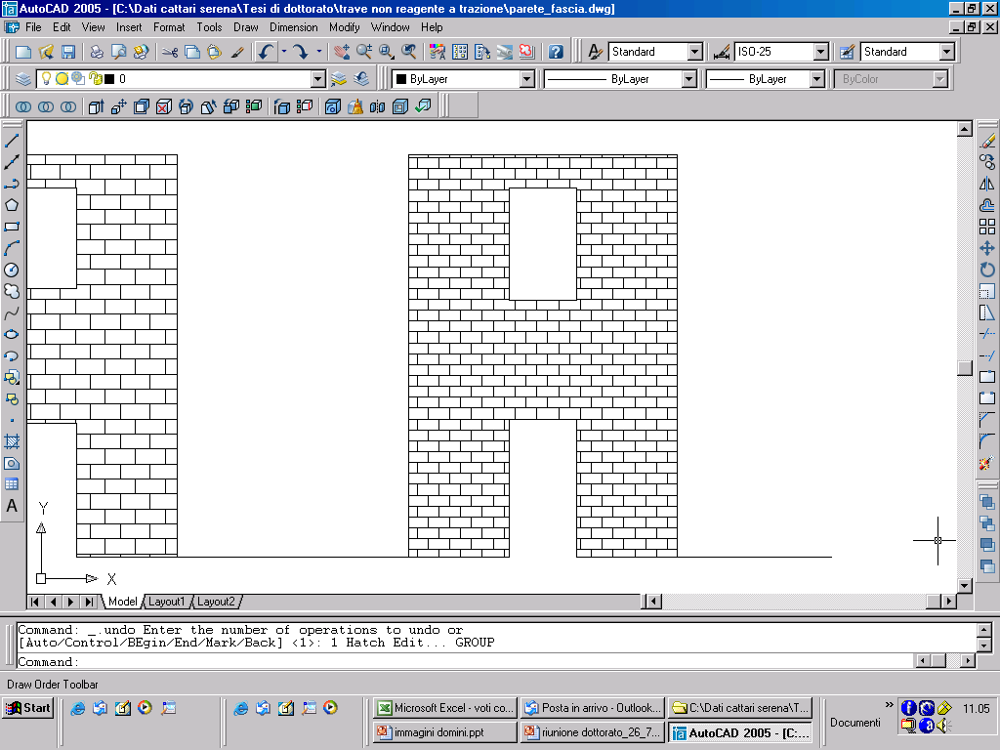 AutoCAD 2005 - [C:\Dati cattari serena\Tesi di dottorato\trave non reagente a trazione\parete_fascia.dwg]
File Edit View Insert Format Tools Draw Dimension Modify Window Help
Standard ISO-25 Standard
0 ByLayer ByLayer ByLayer ByColor
A
Y
X
Model Layout1 Layout2
Command: _.undo Enter the number of operations to undo or
[Auto/Control/BEgin/End/Mark/Back] <1>: 1 Hatch Edit... GROUP
Command:
Draw Order Toolbar
Start Microsoft Excel - voti co... Posta in arrivo - Outlook... C:\Dati cattari serena\T... Documenti » 11.05
immagini domini.ppt riunione dottorato_26_7... AutoCAD 2005 - [C:...